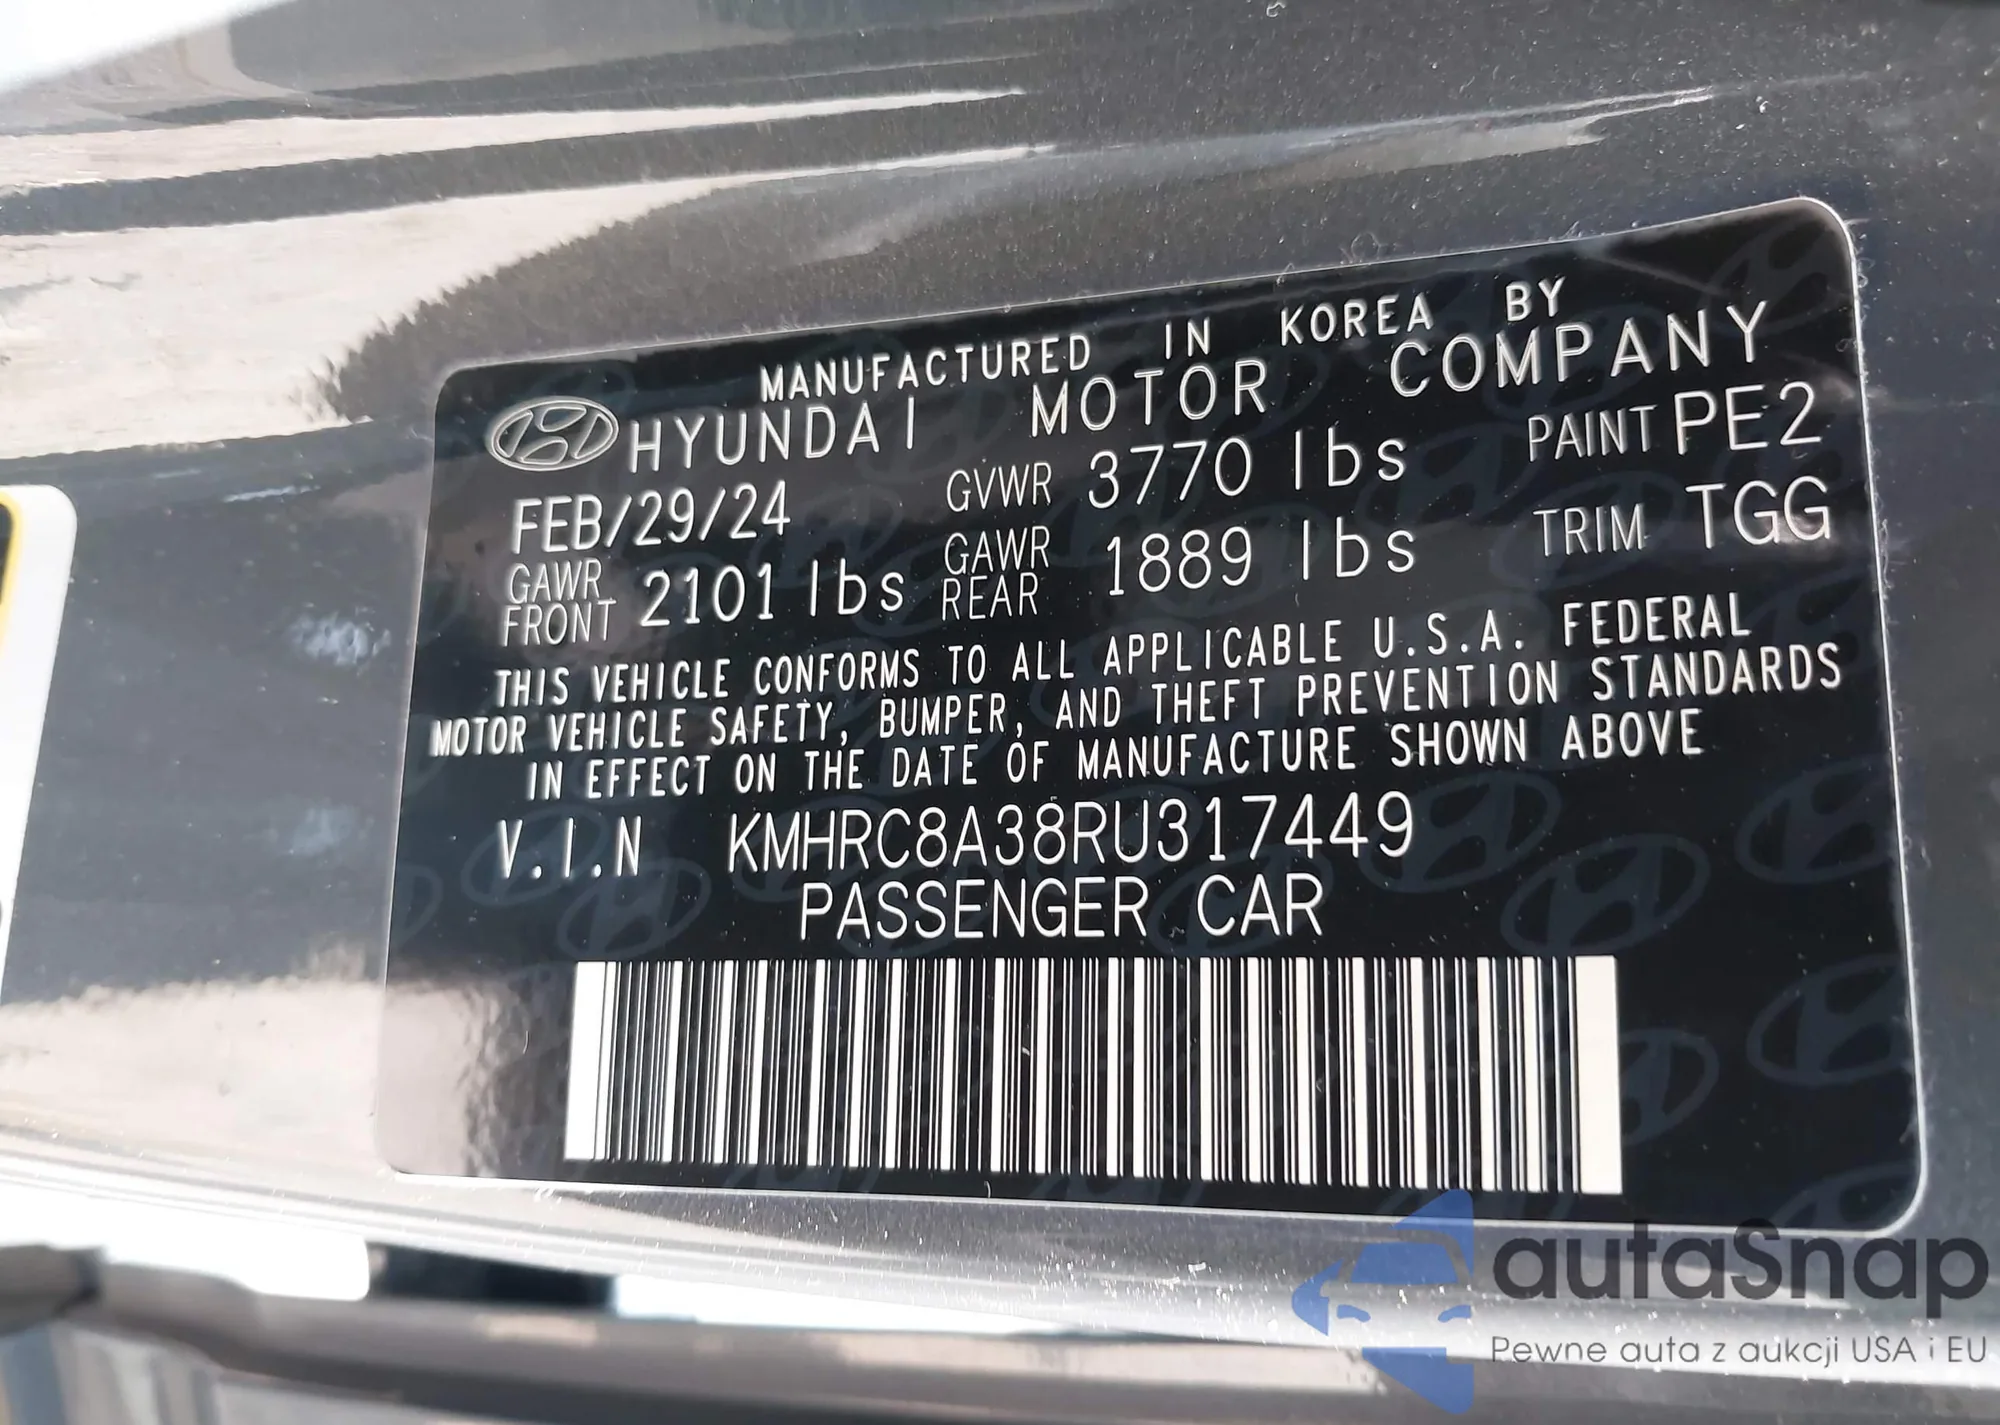 MANUFACTURED IN KOREA BY
HYUNDAI MOTOR COMPANY
FEB/29/24 GVWR 3770 lbs PAINT PE2
GAWR FRONT 2101 lbs GAWR REAR 1889 lbs TRIM TGG
THIS VEHICLE CONFORMS TO ALL APPLICABLE U.S.A. FEDERAL
MOTOR VEHICLE SAFETY, BUMPER, AND THEFT PREVENTION STANDARDS
IN EFFECT ON THE DATE OF MANUFACTURE SHOWN ABOVE
V.I.N KMHRC8A38RU317449
PASSENGER CAR
autaSnap
Pewne auta z aukcji USA i EU